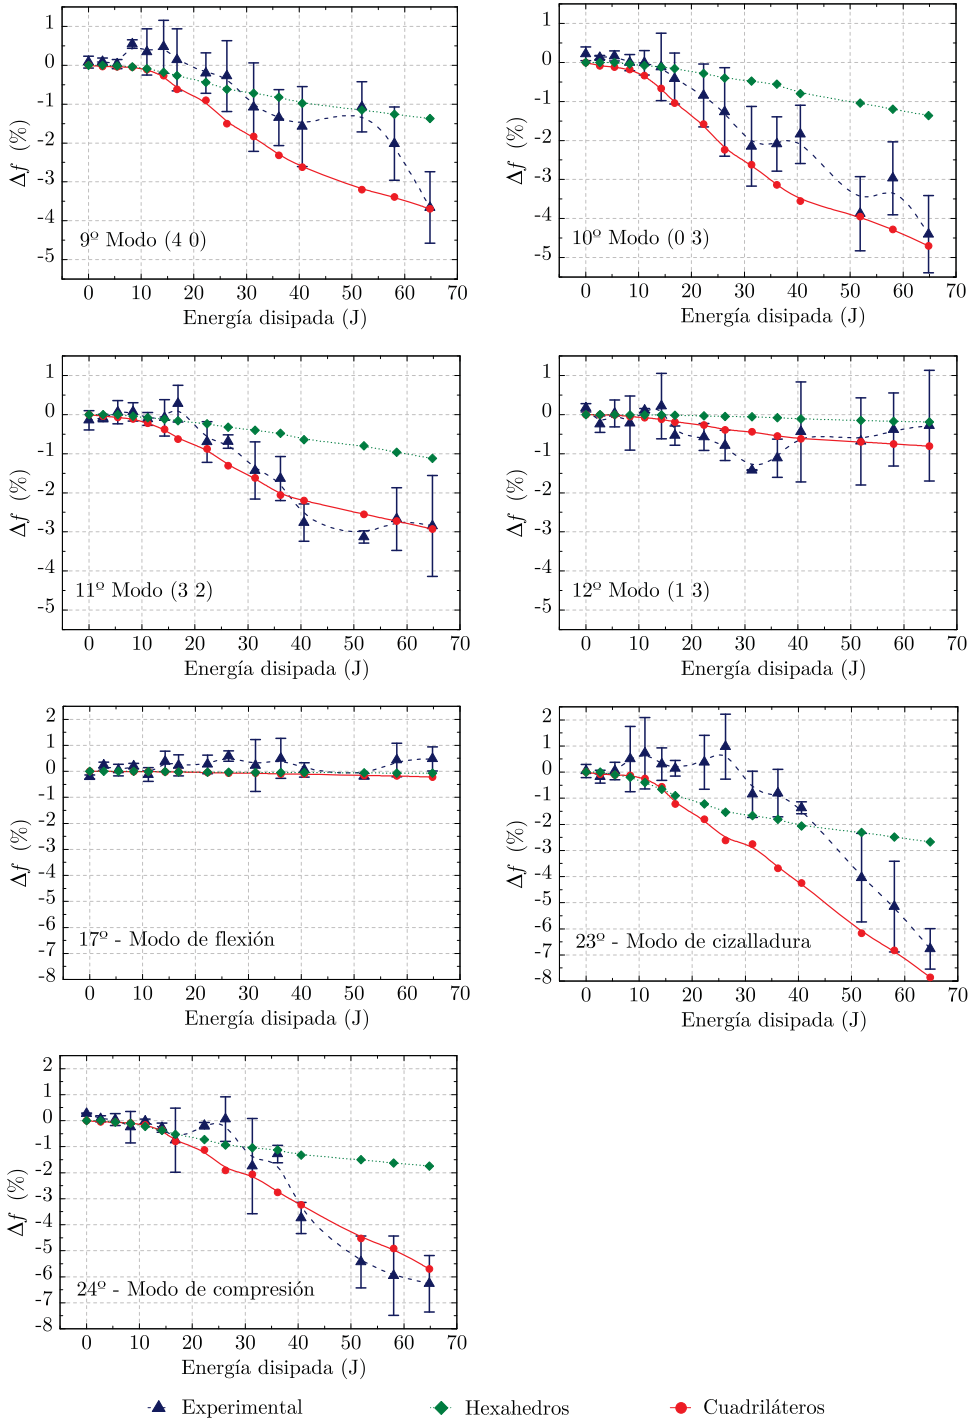 1
0
-1
-2
-3
-4
-5
Δf (%)
9º Modo (4 0)
0 10 20 30 40 50 60 70
Energía disipada (J)
1
0
-1
-2
-3
-4
-5
Δf (%)
10º Modo (0 3)
0 10 20 30 40 50 60 70
Energía disipada (J)
1
0
-1
-2
-3
-4
-5
Δf (%)
11º Modo (3 2)
0 10 20 30 40 50 60 70
Energía disipada (J)
1
0
-1
-2
-3
-4
-5
Δf (%)
12º Modo (1 3)
0 10 20 30 40 50 60 70
Energía disipada (J)
2
1
0
-1
-2
-3
-4
-5
-6
-7
-8
Δf (%)
17º - Modo de flexión
0 10 20 30 40 50 60 70
Energía disipada (J)
2
1
0
-1
-2
-3
-4
-5
-6
-7
-8
Δf (%)
23º - Modo de cizalladura
0 10 20 30 40 50 60 70
Energía disipada (J)
2
1
0
-1
-2
-3
-4
-5
-6
-7
-8
Δf (%)
24º - Modo de compresión
0 10 20 30 40 50 60 70
Energía disipada (J)
Experimental Hexahedros Cuadriláteros